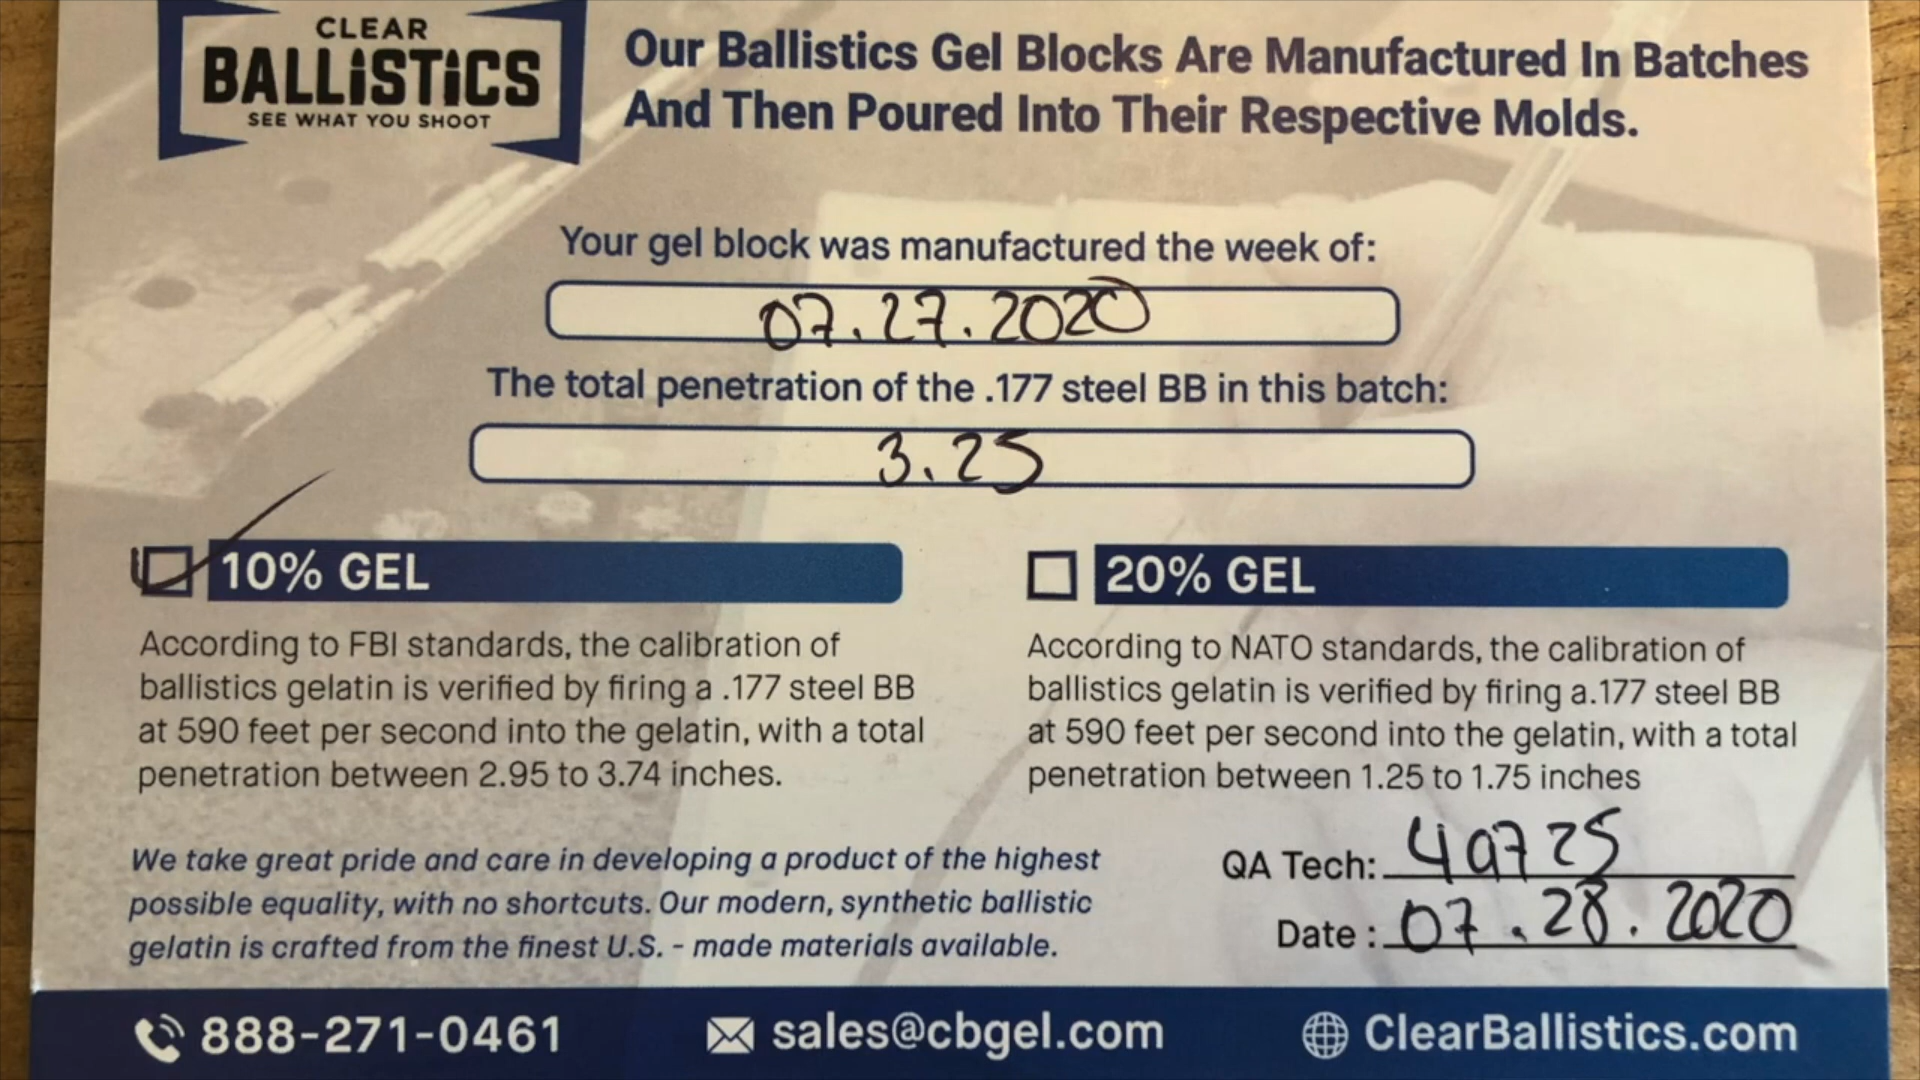 CLEAR
BALLiSTiCS
SEE WHAT YOU SHOOT
Our Ballistics Gel Blocks Are Manufactured In Batches
And Then Poured Into Their Respective Molds.
Your gel block was manufactured the week of:
07.27.2020
The total penetration of the .177 steel BB in this batch:
3.25
10% GEL
According to FBI standards, the calibration of
ballistics gelatin is verified by firing a .177 steel BB
at 590 feet per second into the gelatin, with a total
penetration between 2.95 to 3.74 inches.
20% GEL
According to NATO standards, the calibration of
ballistics gelatin is verified by firing a.177 steel BB
at 590 feet per second into the gelatin, with a total
penetration between 1.25 to 1.75 inches
We take great pride and care in developing a product of the highest
possible equality, with no shortcuts. Our modern, synthetic ballistic
gelatin is crafted from the finest U.S. - made materials available.
QA Tech: 49725
Date : 07.28.2020
888-271-0461
sales@cbgel.com
ClearBallistics.com